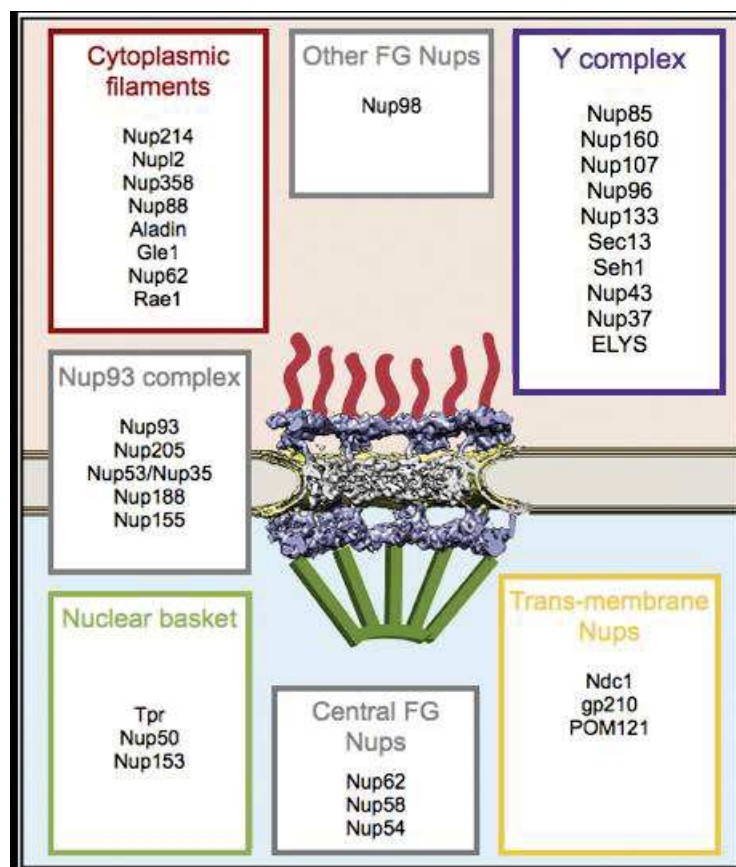 Cytoplasmic
filaments
Nup214
Nupl2
Nup358
Nup88
Aladin
Gle1
Nup62
Rae1
Other FG Nups
Nup98
Y complex
Nup85
Nup160
Nup107
Nup96
Nup133
Sec13
Seh1
Nup43
Nup37
ELYS
Nup93 complex
Nup93
Nup205
Nup53/Nup35
Nup188
Nup155
Nuclear basket
Tpr
Nup50
Nup153
Central FG
Nups
Nup62
Nup58
Nup54
Trans-membrane
Nups
Ndc1
gp210
POM121